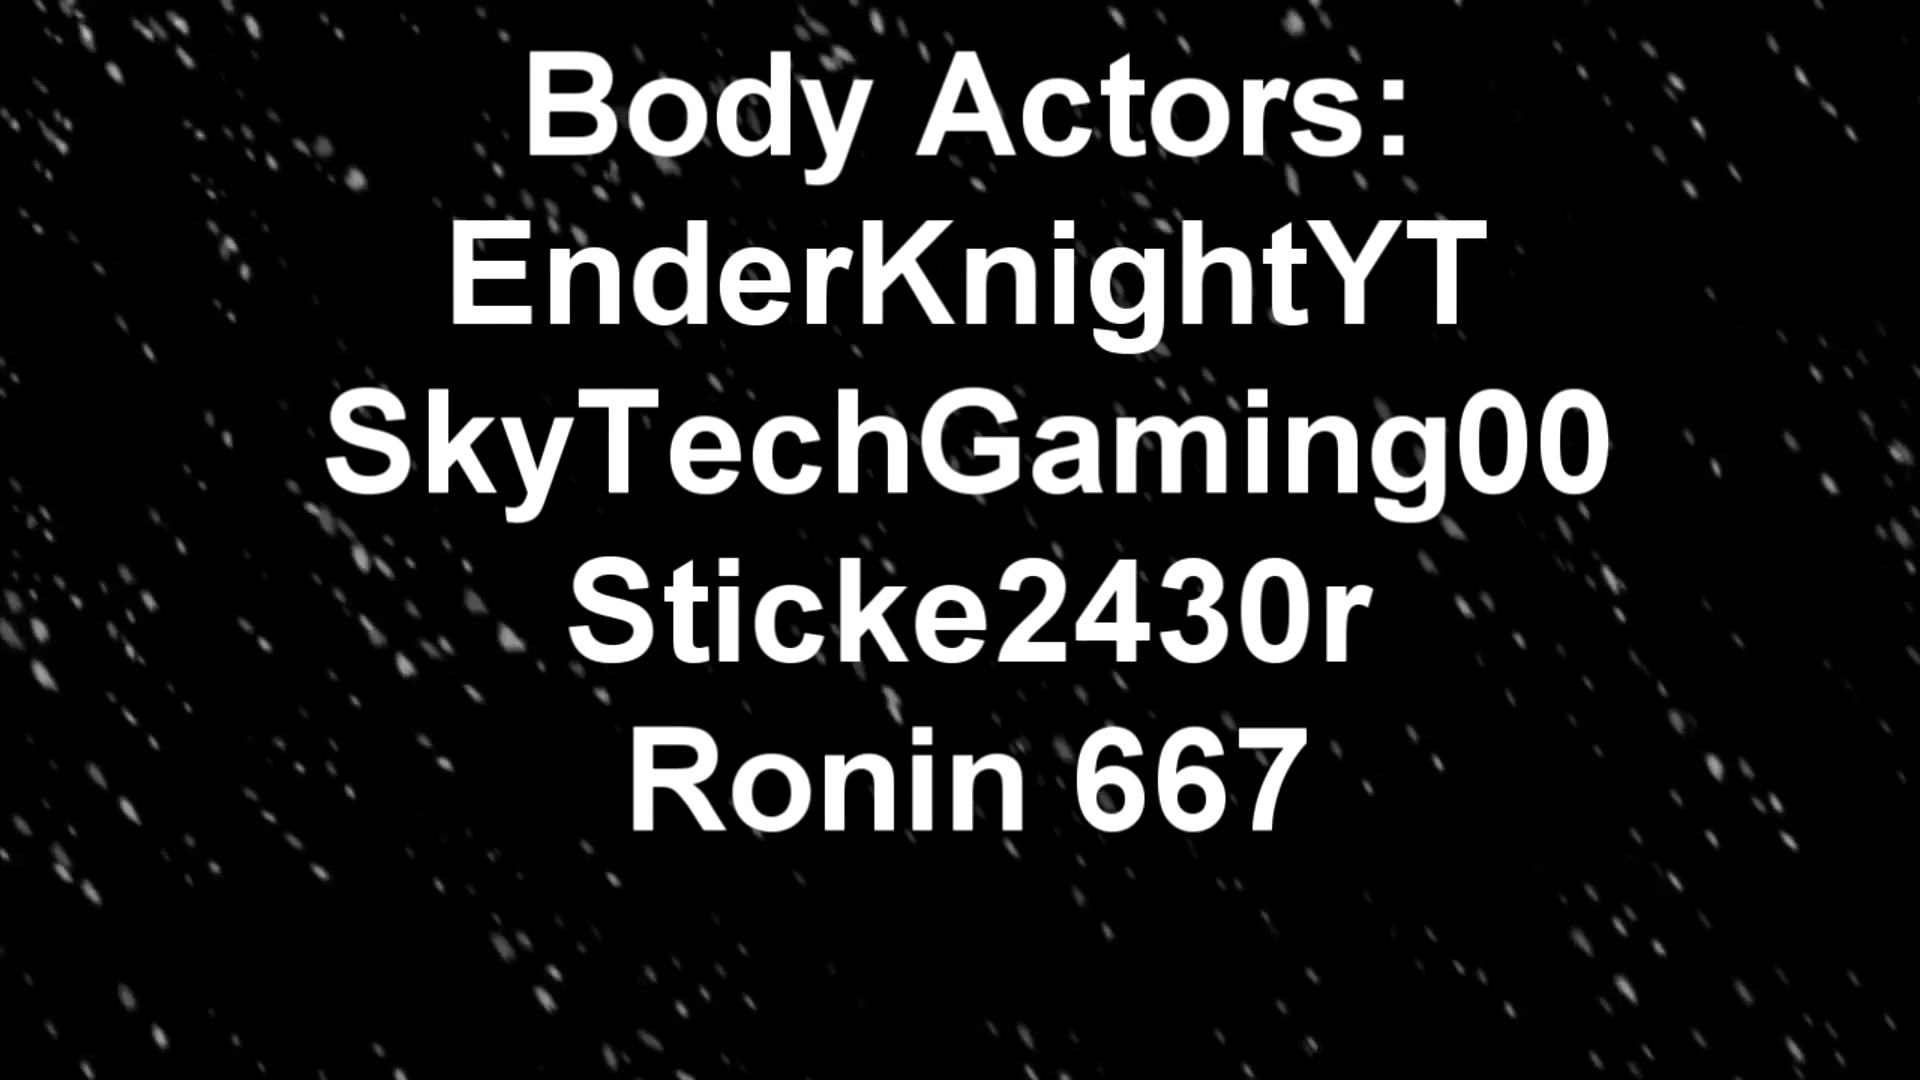 Body Actors:
EnderKnightYT
SkyTechGaming00
Sticke2430r
Ronin 667